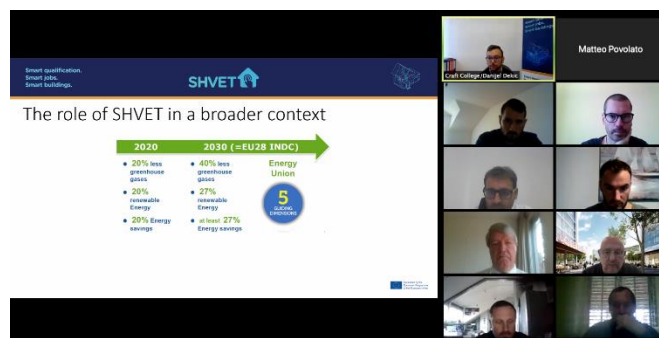 Smart qualification.
Smart jobs.
Smart buildings.
SHVET
The role of SHVET in a broader context
2020
2030 (=EU28 INDC)
20% less
greenhouse
gases
20%
renewable
Energy
20% Energy
savings
40% less
greenhouse
gases
27%
renewable
Energy
at least 27%
Energy savings
Energy
Union
5
GUIDING
DIMENSIONS
Craft College/Danijel Dekic
Matteo Povolato